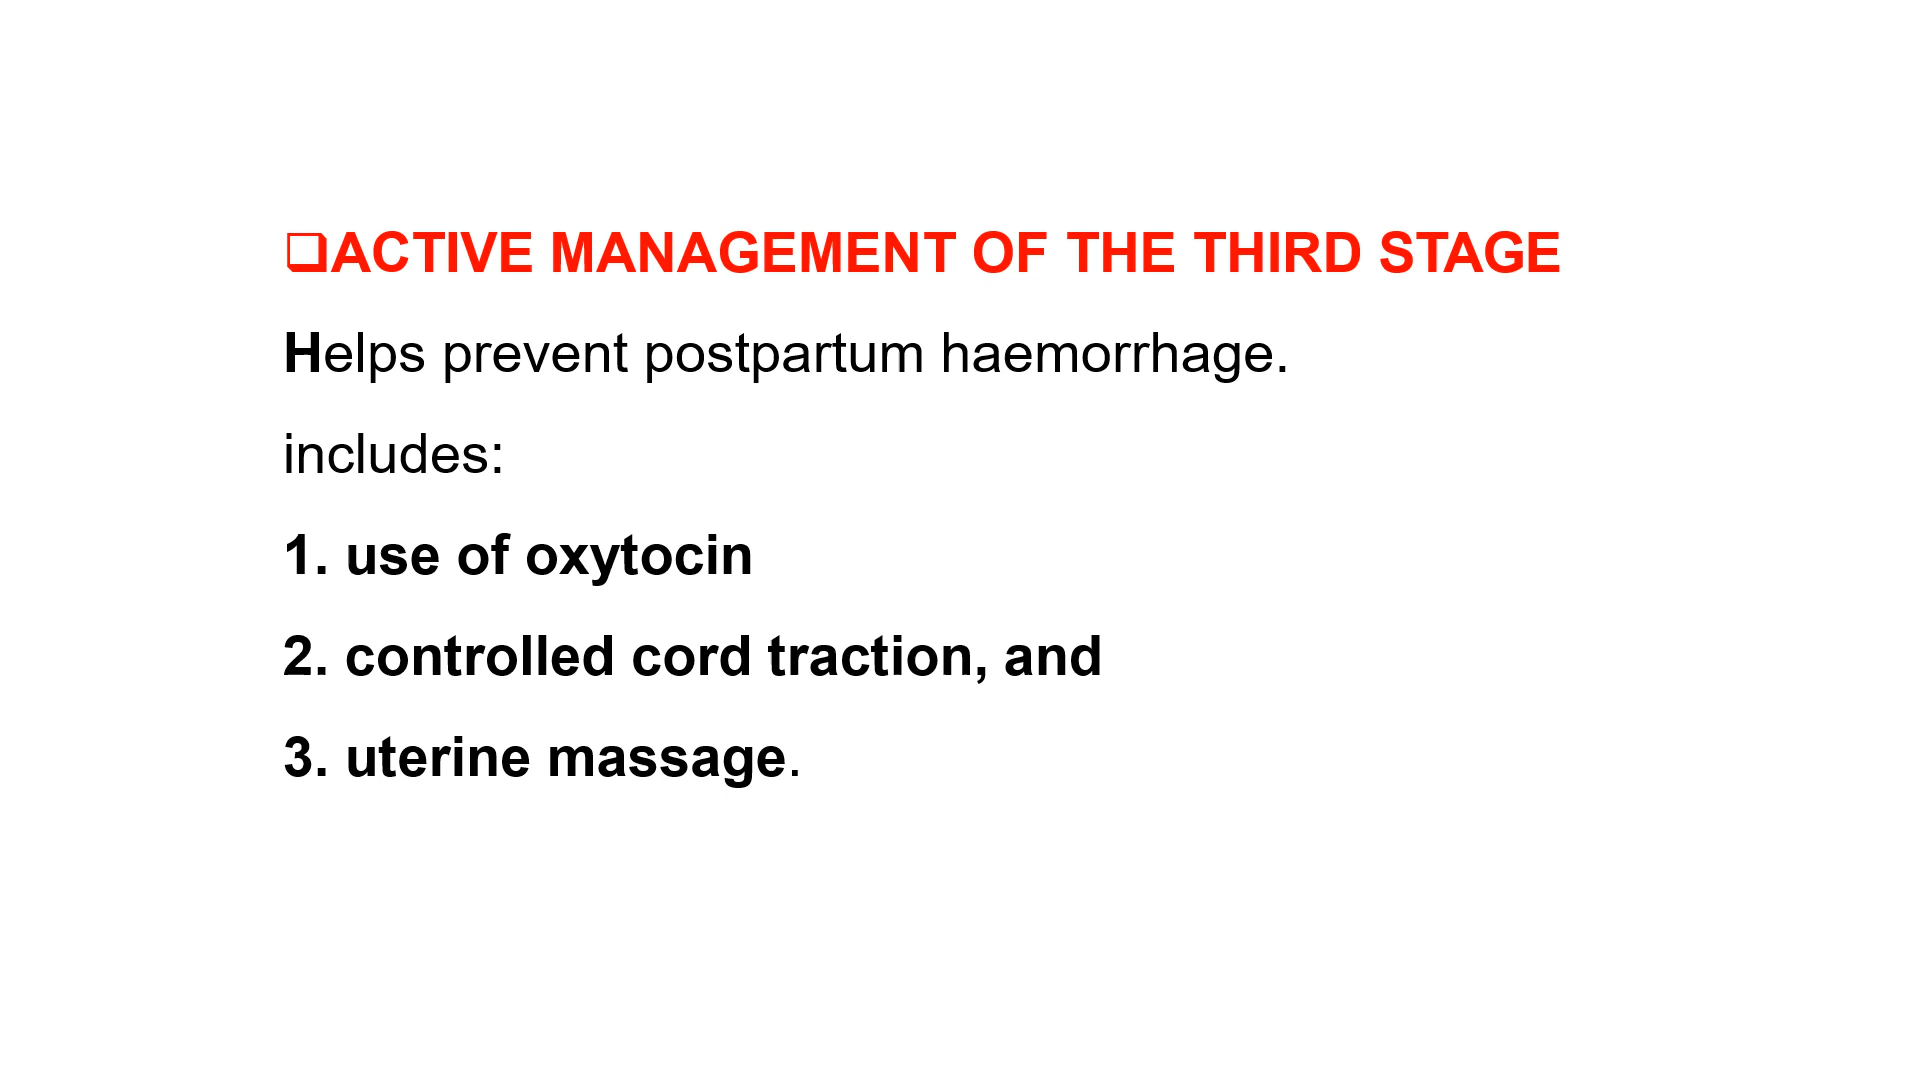 ❑ACTIVE MANAGEMENT OF THE THIRD STAGE
Helps prevent postpartum haemorrhage.
includes:
1. use of oxytocin
2. controlled cord traction, and
3. uterine massage.